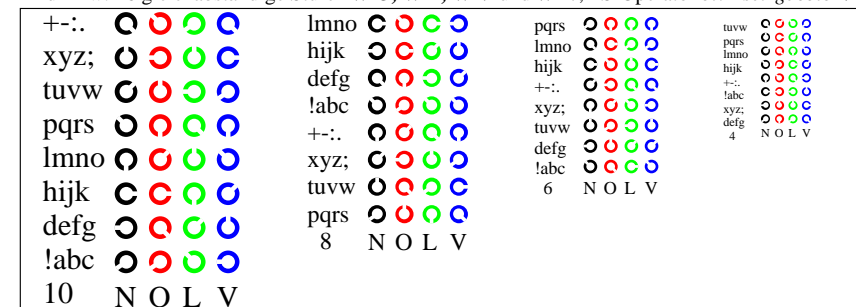 +-:.
xyz;
tuvw
pqrs
lmno
hijk
defg
!abc
10 N O L V
lmno
hijk
defg
!abc
+-:.
xyz;
tuvw
pqrs
8 N O L V
pqrs
lmno
hijk
+-:.
xyz;
tuvw
defg
!abc
6 N O L V
tuvw
pqrs
lmno
hijk
+-:.
!abc
xyz;
defg
4 N O L V